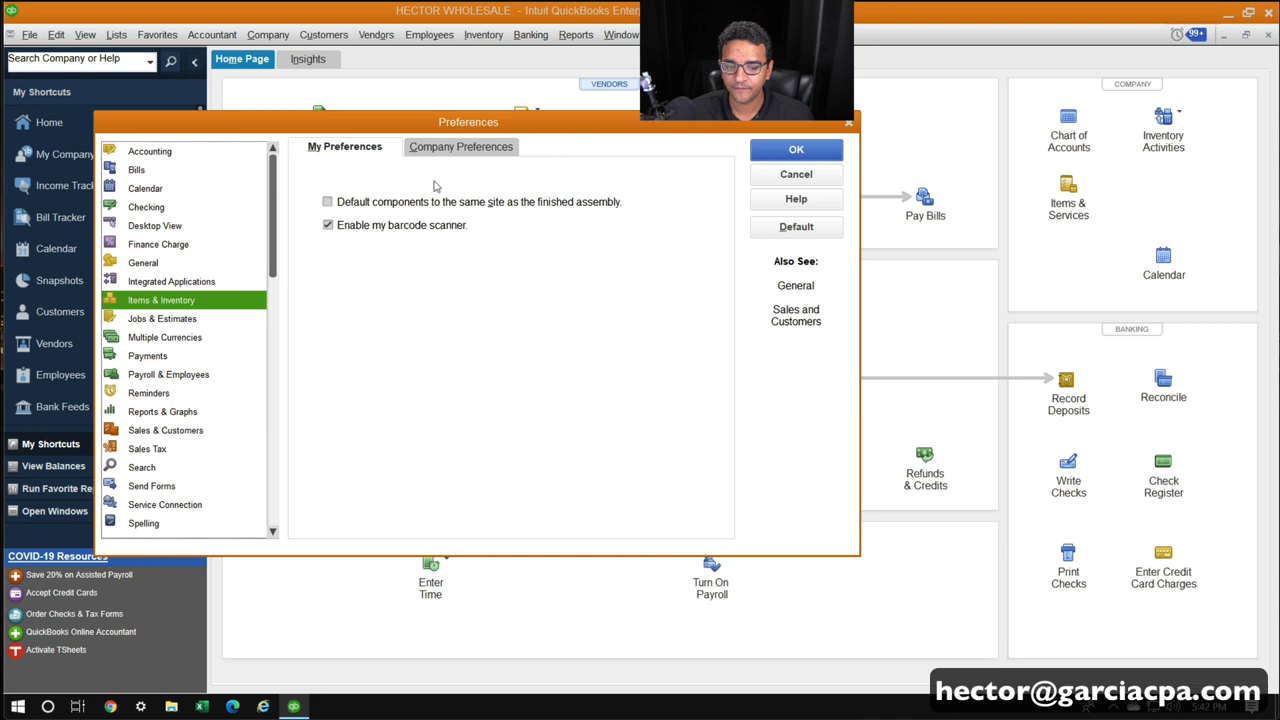 HECTOR WHOLESALE - Intuit QuickBooks Enter
File Edit View Lists Favorites Accountant Company Customers Vendors Employees Inventory Banking Reports Window
99+
Search Company or Help
Home Page
Insights
My Shortcuts
Home
My Company
Income Trac
Bill Tracker
Calendar
Snapshots
Customers
Vendors
Employees
Bank Feeds
My Shortcuts
View Balances
Run Favorite Re
Open Windows
COVID-19 Resources
Save 20% on Assisted Payroll
Accept Credit Cards
Order Checks & Tax Forms
QuickBooks Online Accountant
Activate TSheets
VENDORS
Preferences
Accounting
Bills
Calendar
Checking
Desktop View
Finance Charge
General
Integrated Applications
Items & Inventory
Jobs & Estimates
Multiple Currencies
Payments
Payroll & Employees
Reminders
Reports & Graphs
Sales & Customers
Sales Tax
Search
Send Forms
Service Connection
Spelling
My Preferences
Company Preferences
Default components to the same site as the finished assembly.
Enable my barcode scanner.
OK
Cancel
Help
Default
Also See:
General
Sales and
Customers
Pay Bills
Refunds
& Credits
Enter
Time
Turn On
Payroll
COMPANY
Chart of
Accounts
Inventory
Activities
Items &
Services
Calendar
BANKING
Record
Deposits
Reconcile
Write
Checks
Check
Register
Print
Checks
Enter Credit
Card Charges
hector@garciacpa.com
5:42 PM